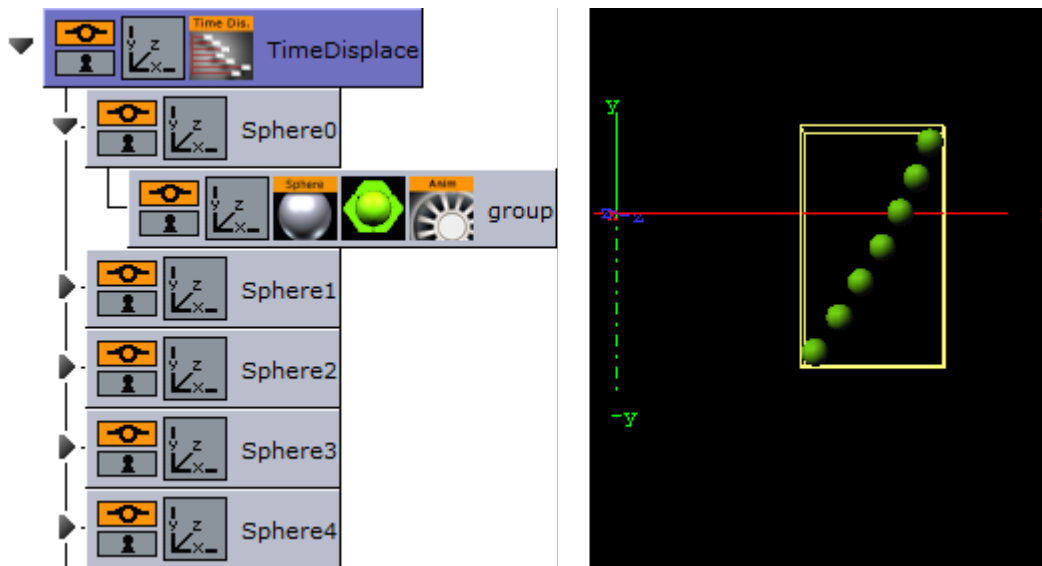 Time Dis.
TimeDisplace
Sphere0
Sphere
Anim
group
Sphere1
Sphere2
Sphere3
Sphere4
y z x
y z x
y z x
y z x
y z x
y z x
y z x
y
-z
-y